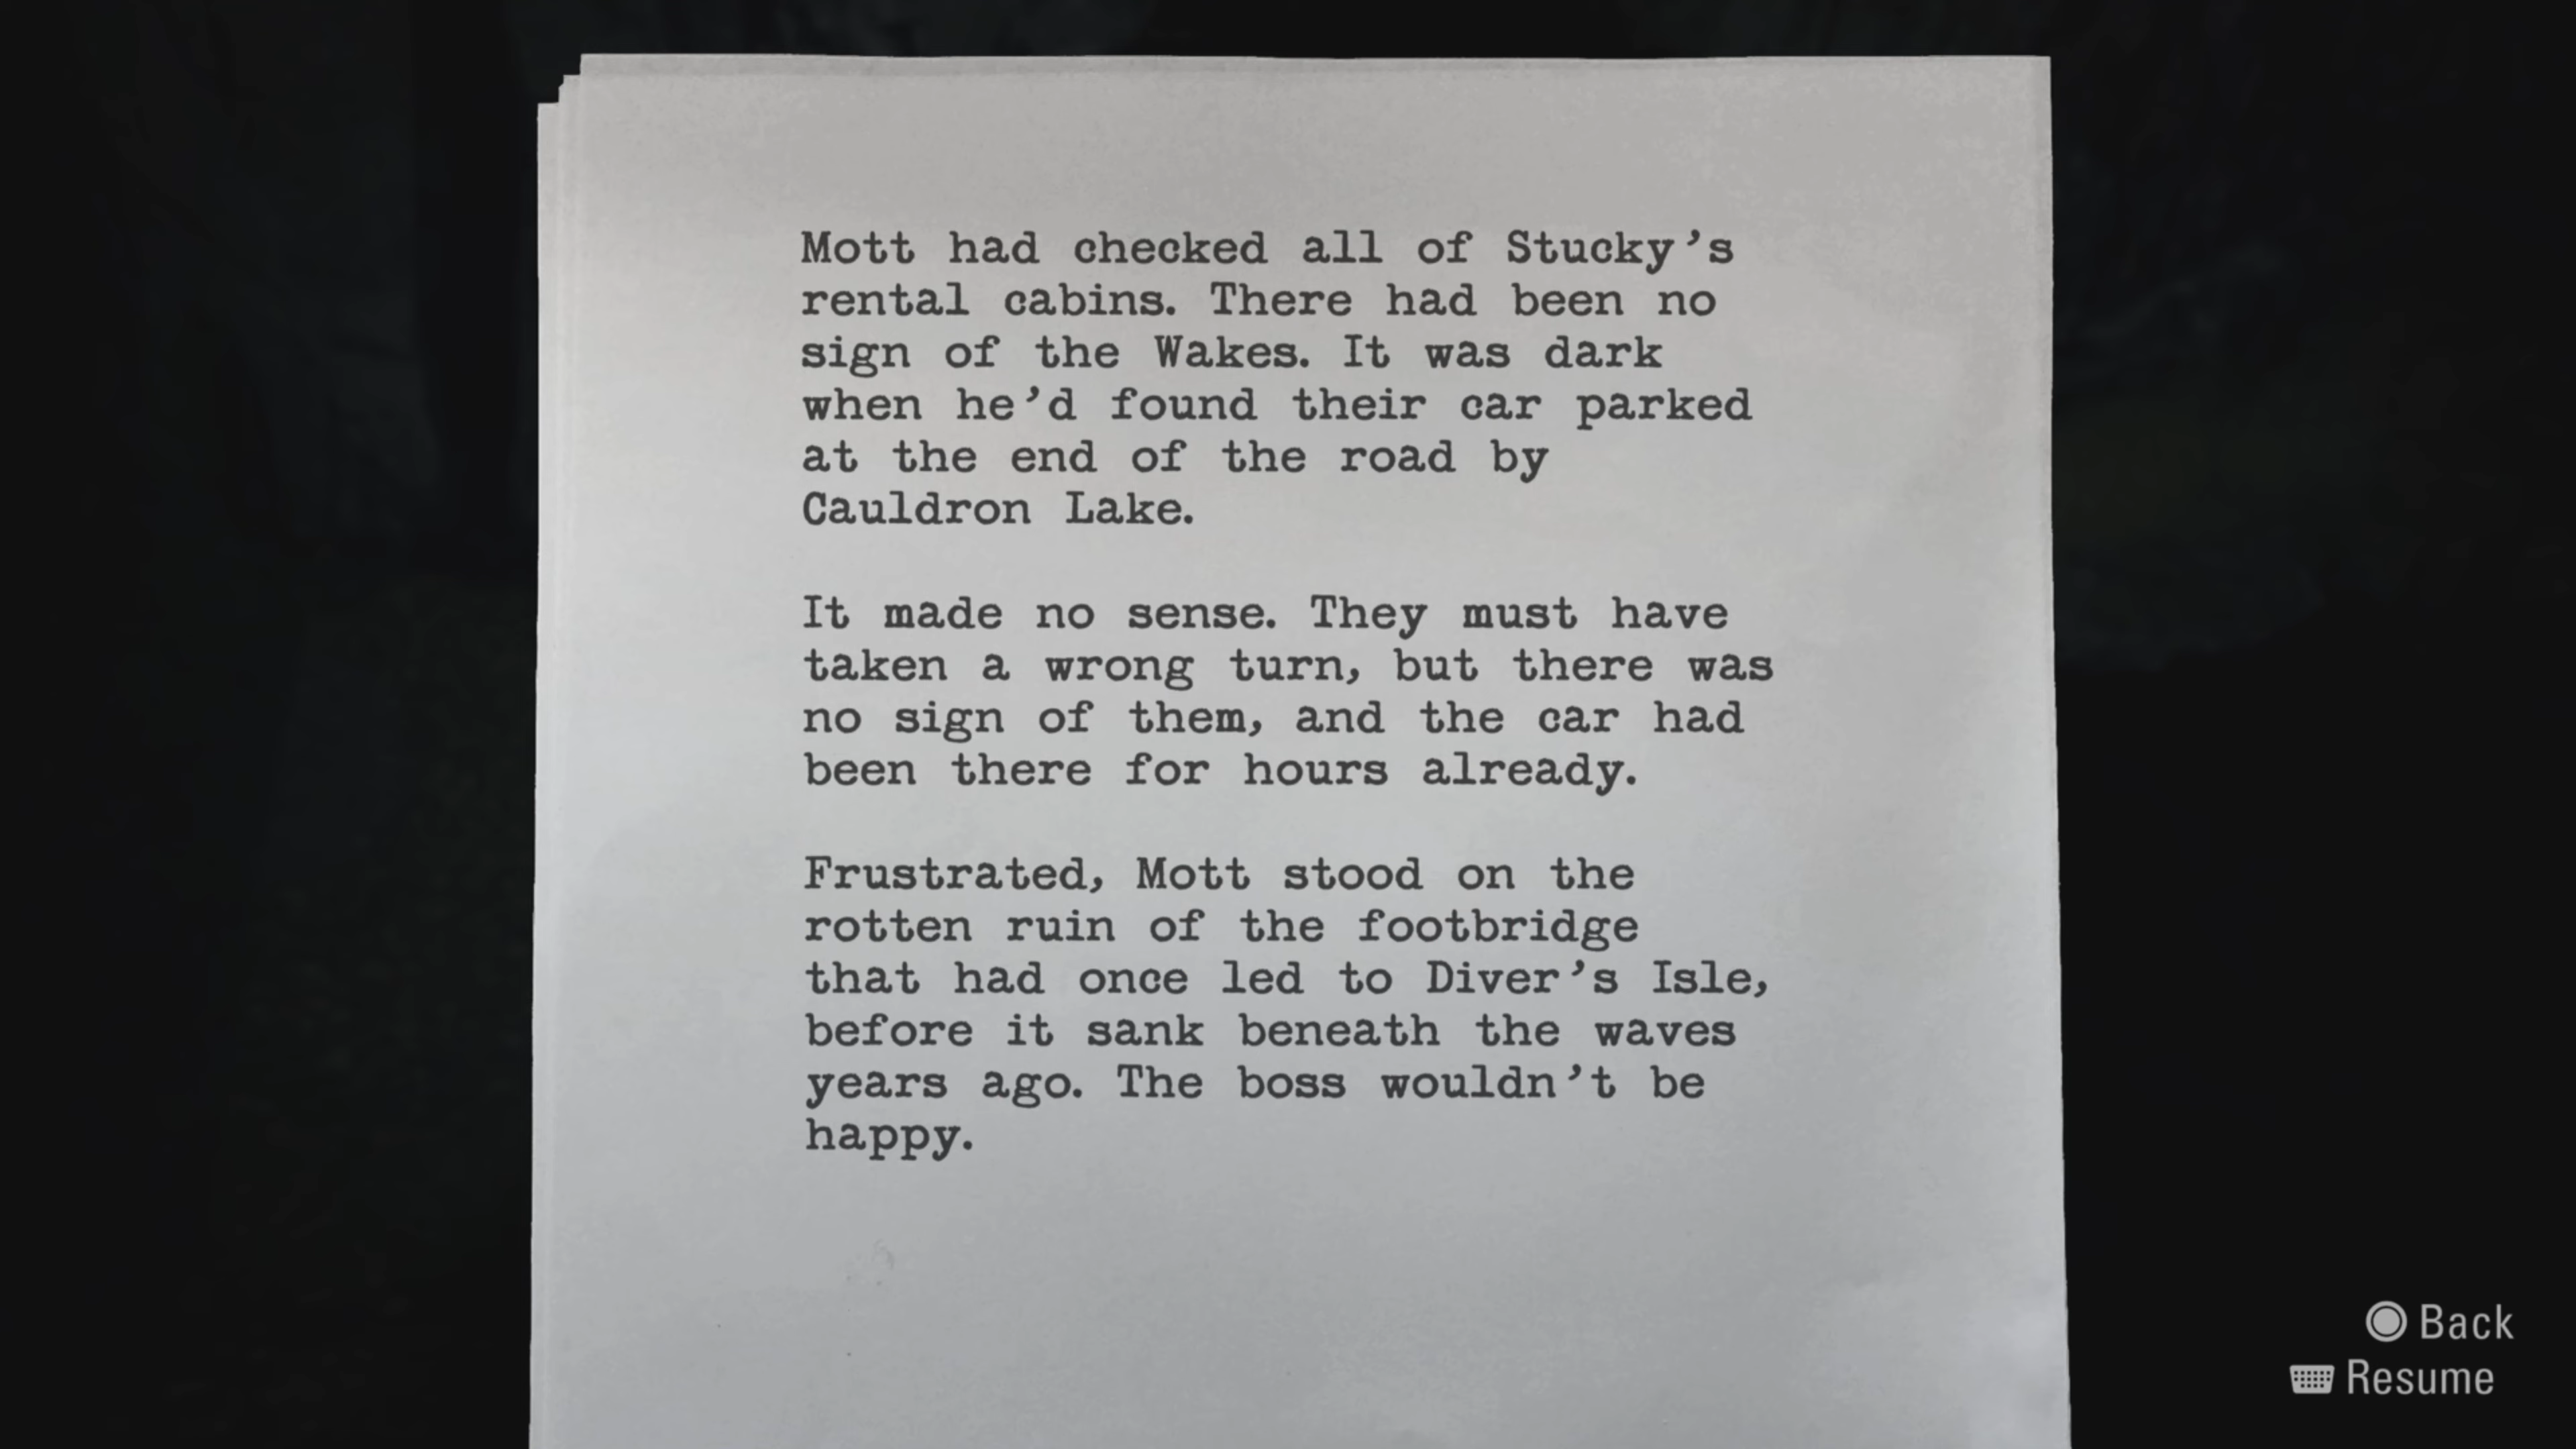 Mott had checked all of Stucky’s
rental cabins. There had been no
sign of the Wakes. It was dark
when he’d found their car parked
at the end of the road by
Cauldron Lake.
It made no sense. They must have
taken a wrong turn, but there was
no sign of them, and the car had
been there for hours already.
Frustrated, Mott stood on the
rotten ruin of the footbridge
that had once led to Diver’s Isle,
before it sank beneath the waves
years ago. The boss wouldn’t be
happy.
Back
Resume